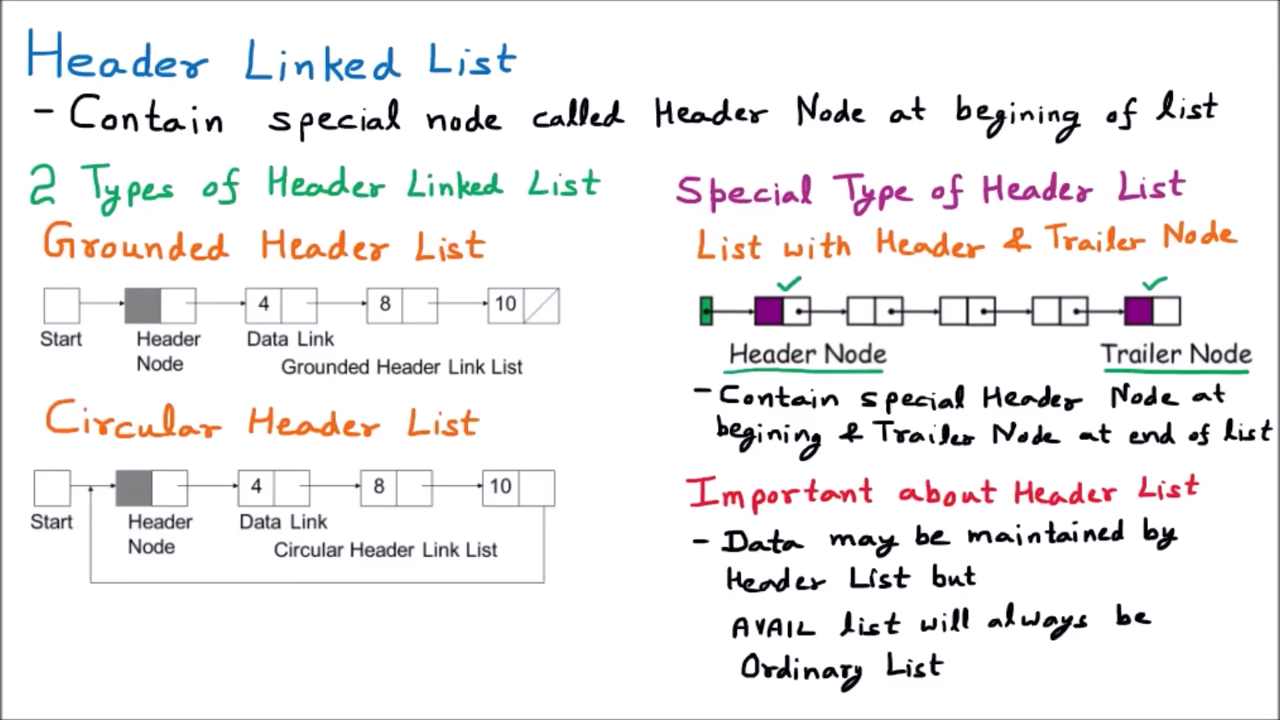 Header Linked List
- Contain special node called Header Node at begining of list
2 Types of Header Linked List
Grounded Header List
4 8 10
Start Header Data Link
Node
Grounded Header Link List
Circular Header List
4 8 10
Start Header Data Link
Node
Circular Header Link List
Special Type of Header List
List with Header & Trailer Node
Header Node Trailer Node
- Contain special Header Node at
begining & Trailer Node at end of list
Important about Header List
- Data may be maintained by
Header List but
AVAIL list will always be
Ordinary List